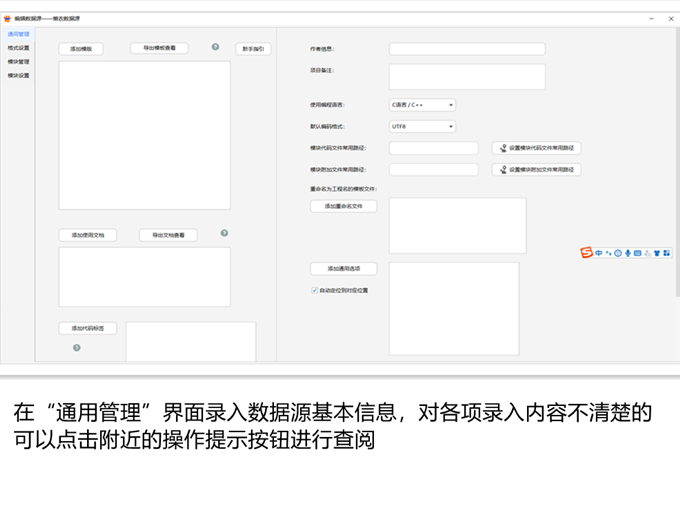 编辑数据源——懒农数据源
通用管理
格式设置
模块管理
模块设置
添加模版
导出模板查看
新手指引
添加使用文档
导出文档查看
添加代码标签
作者信息:
项目备注:
使用编程语言:
C语言 / C++
默认编码格式:
UTF8
模块代码文件常用路径:
设置模块代码文件常用路径
模块附加文件常用路径:
设置模块附加文件常用路径
重命名为工程名的模板文件:
添加重命名文件
添加通用选项
自动定位到对应位置
中
在“通用管理”界面录入数据源基本信息，对各项录入内容不清楚的
可以点击附近的操作提示按钮进行查阅